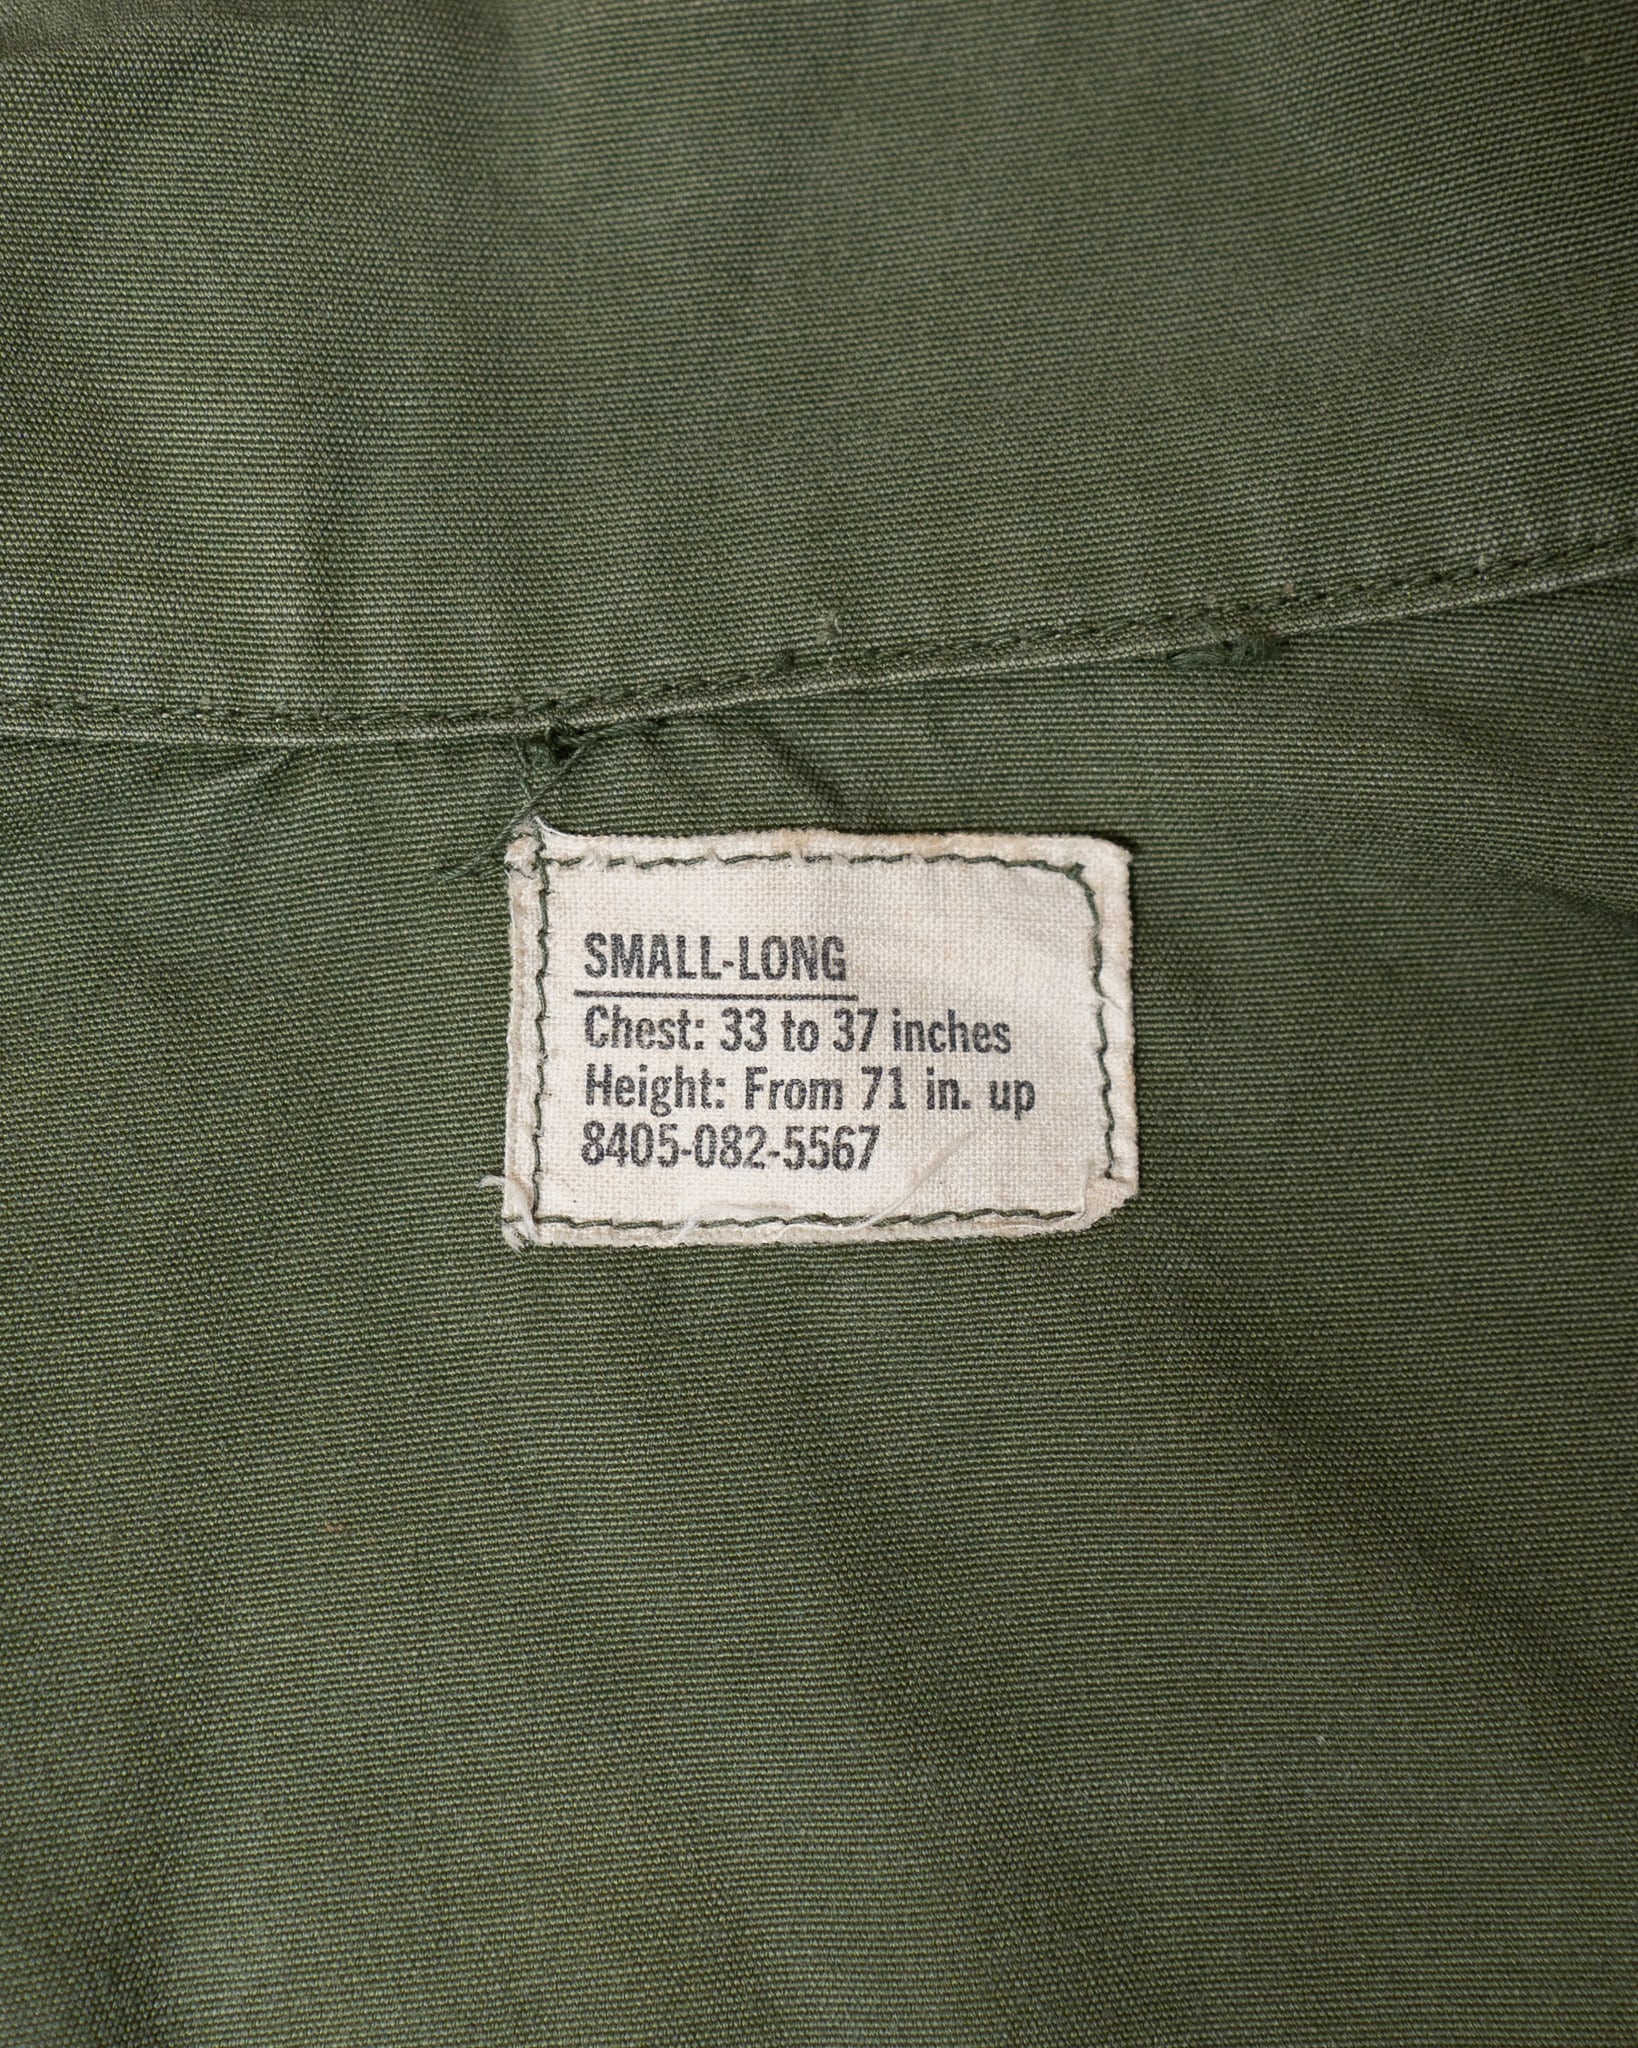 SMALL-LONG
Chest: 33 to 37 inches
Height: From 71 in. up
8405-082-5567